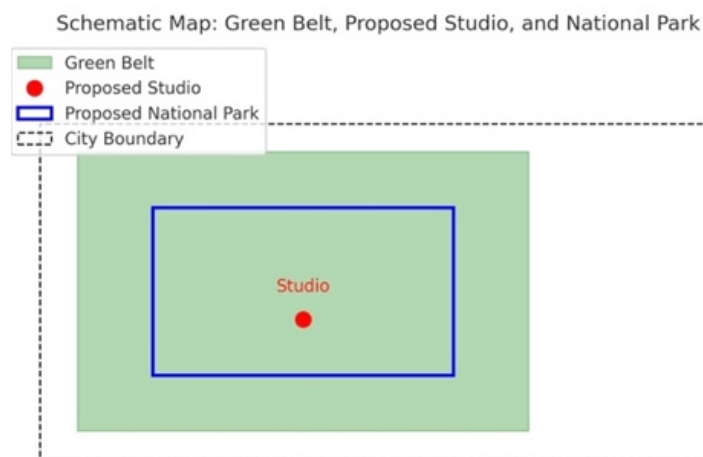 Schematic Map: Green Belt, Proposed Studio, and National Park
Green Belt
Proposed Studio
Proposed National Park
City Boundary
Studio